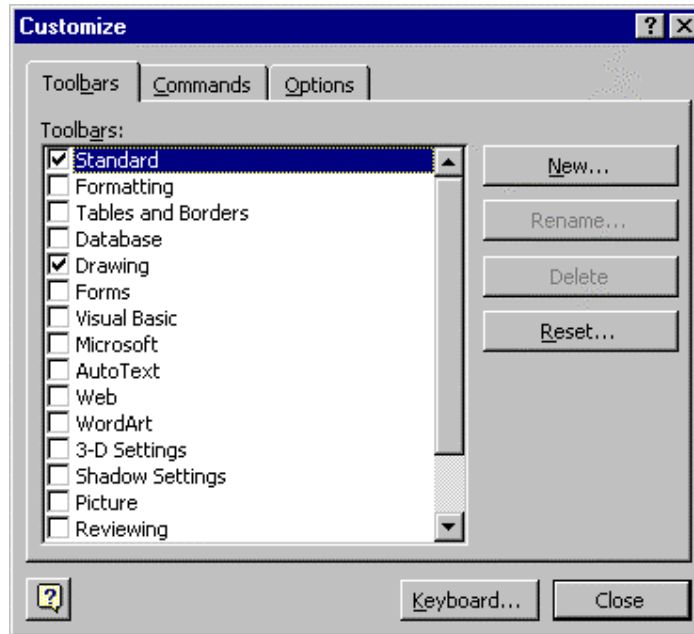 Customize
Toolbars Commands Options
Toolbars:
Standard
Formatting
Tables and Borders
Database
Drawing
Forms
Visual Basic
Microsoft
AutoText
Web
WordArt
3-D Settings
Shadow Settings
Picture
Reviewing
New...
Rename...
Delete
Reset...
Keyboard... Close